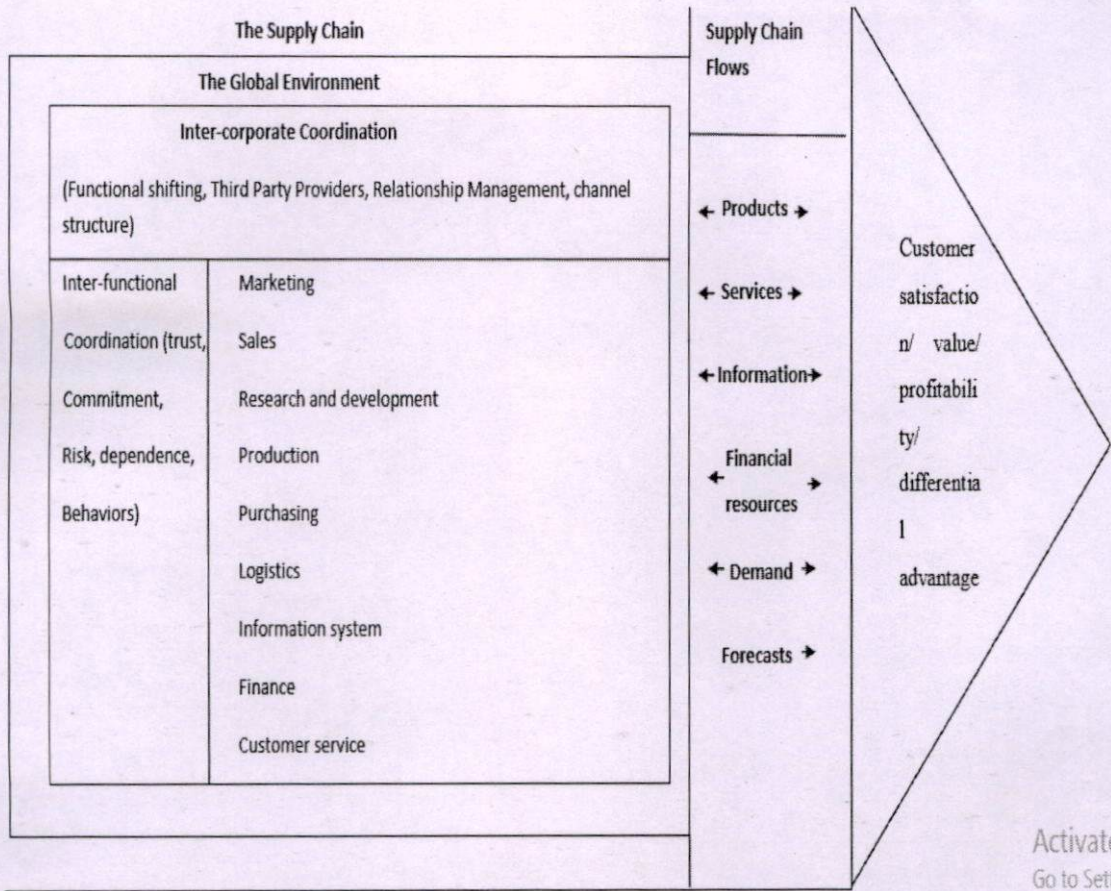 The Supply Chain
The Global Environment
Inter-corporate Coordination
(Functional shifting, Third Party Providers, Relationship Management, channel
structure)
Inter-functional
Coordination (trust,
Commitment,
Risk, dependence,
Behaviors)
Marketing
Sales
Research and development
Production
Purchasing
Logistics
Information system
Finance
Customer service
Supply Chain
Flows
Products
Services
Information
Financial
resources
Demand
Forecasts
Customer
satisfactio
n/ value/
profitabili
ty/
differentia
l
advantage
Activate
Go to Set